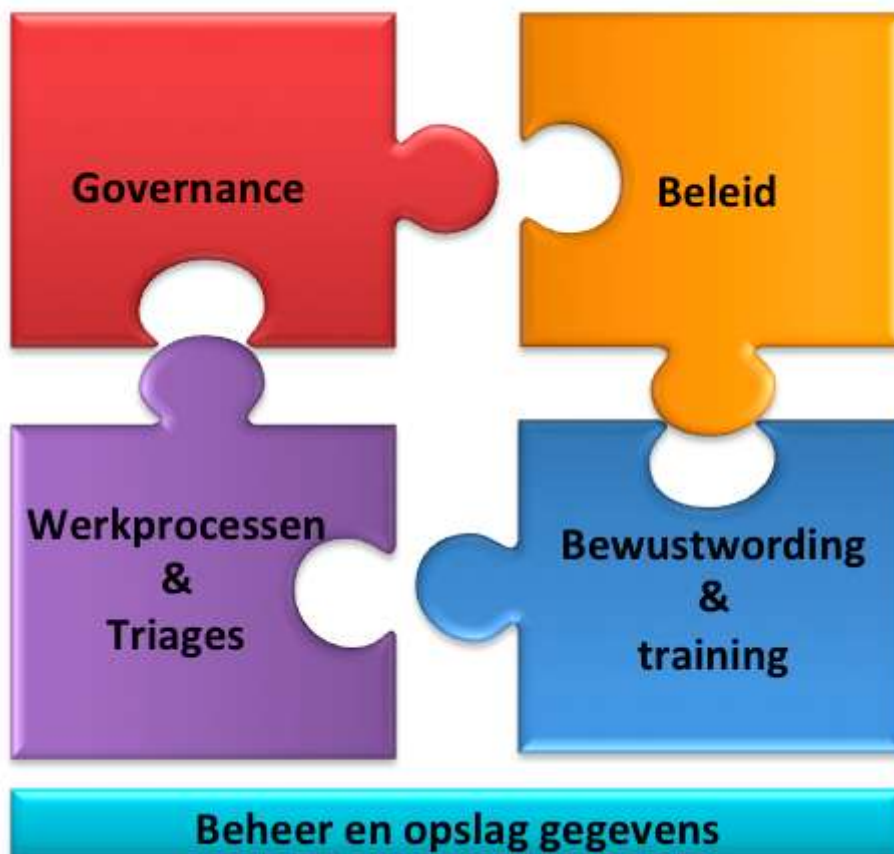 Governance
Beleid
Werkprocessen
&
Triages
Bewustwording
&
training
Beheer en opslag gegevens